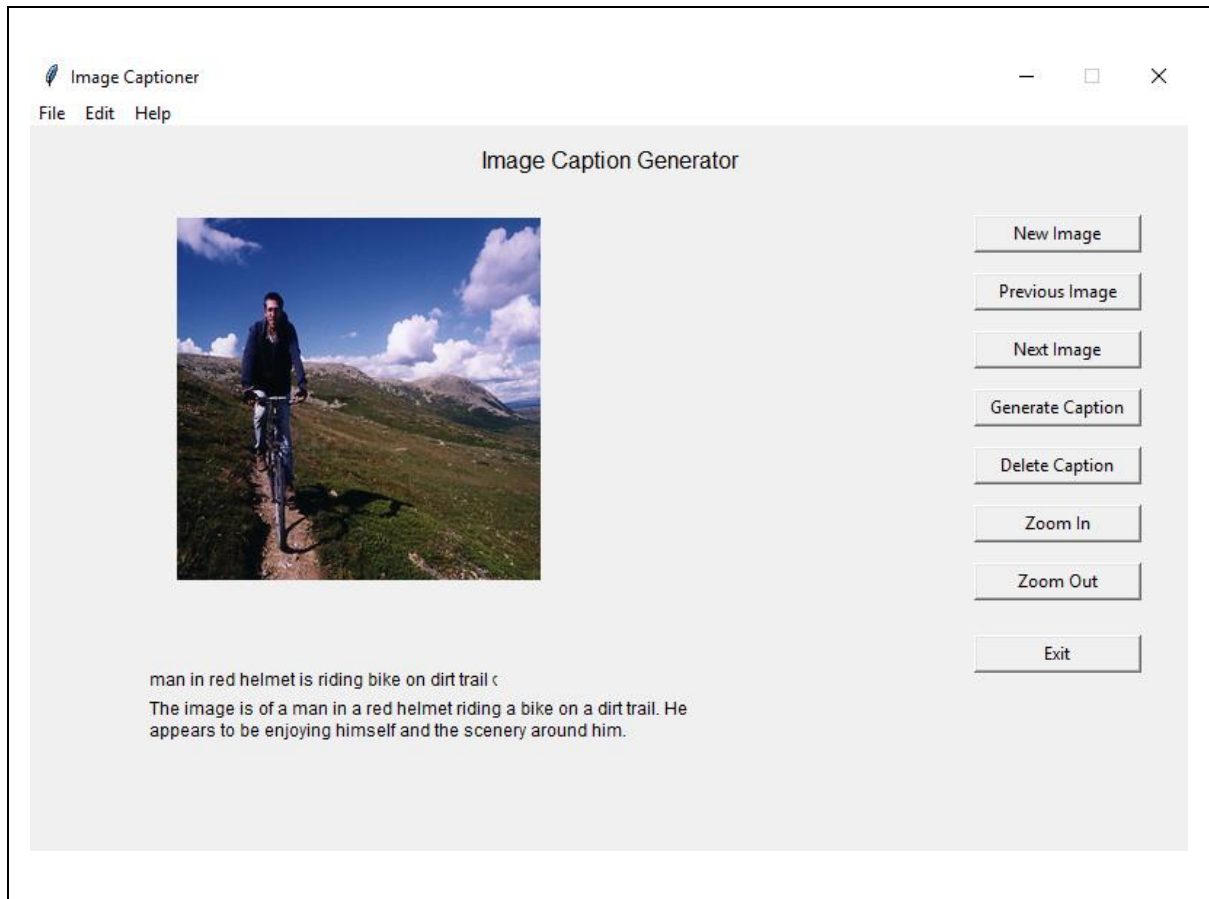 Image Captioner
File Edit Help
Image Caption Generator
New Image
Previous Image
Next Image
Generate Caption
Delete Caption
Zoom In
Zoom Out
Exit
man in red helmet is riding bike on dirt trail
The image is of a man in a red helmet riding a bike on a dirt trail. He
appears to be enjoying himself and the scenery around him.